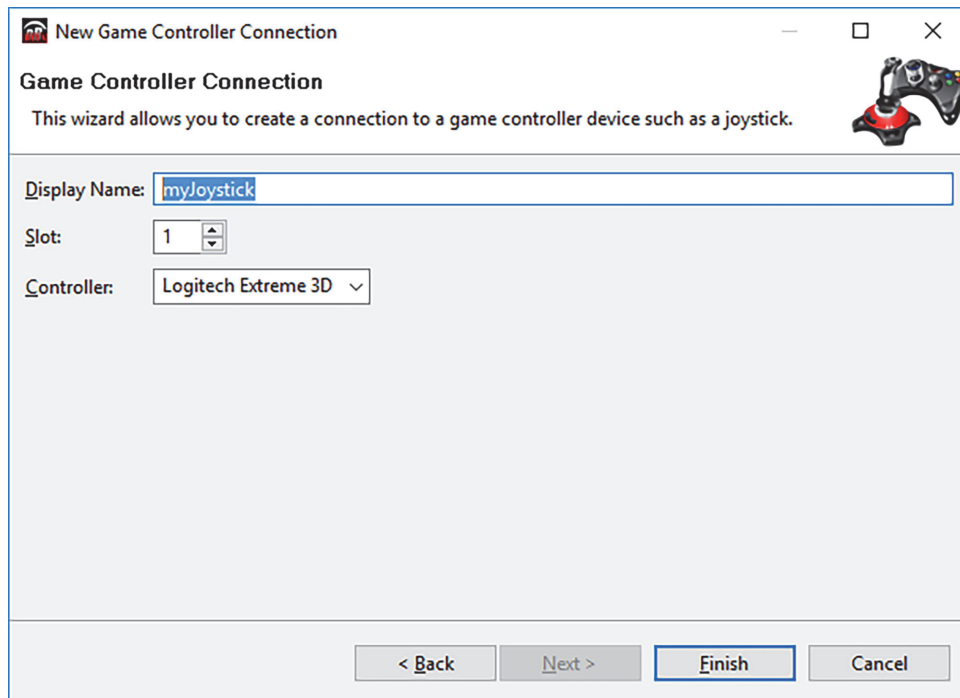 New Game Controller Connection
Game Controller Connection
This wizard allows you to create a connection to a game controller device such as a joystick.
Display Name: myJoystick
Slot: 1
Controller: Logitech Extreme 3D
< Back Next > Finish Cancel